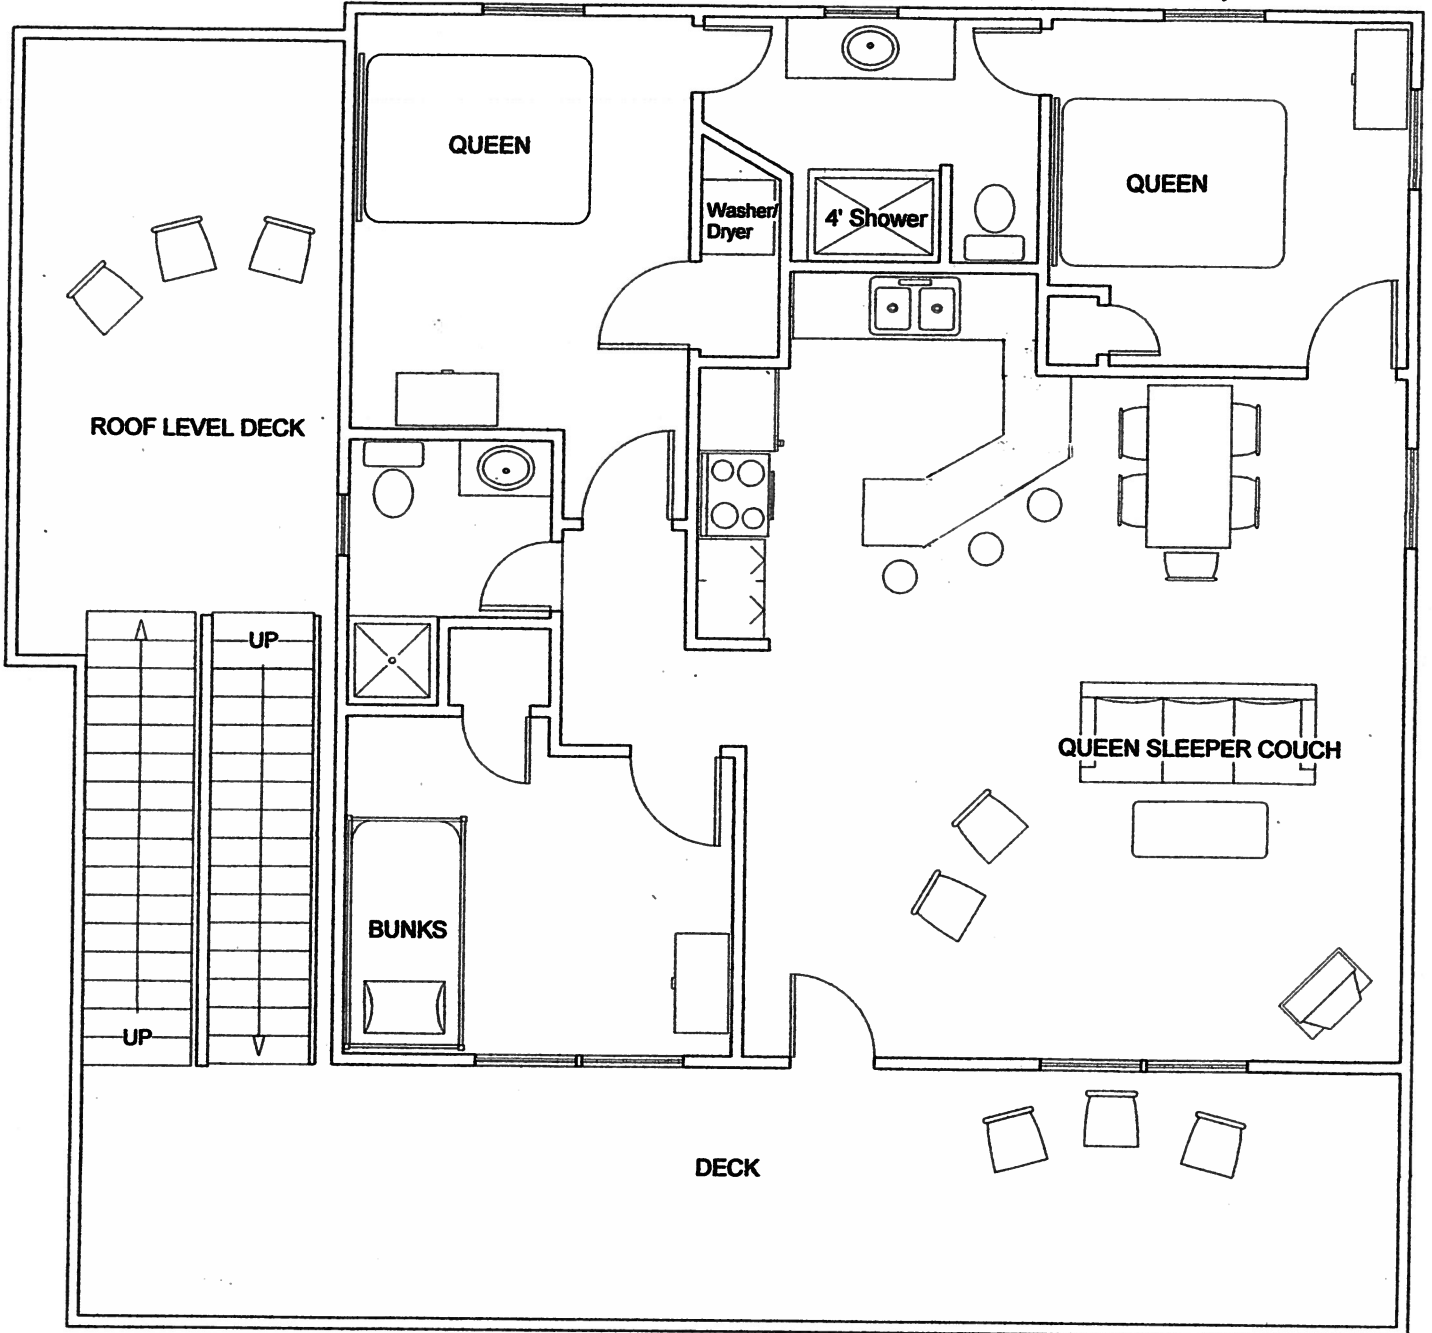 QUEEN
QUEEN
Washer/
Dryer
4' Shower
ROOF LEVEL DECK
UP
QUEEN SLEEPER COUCH
BUNKS
UP
DECK